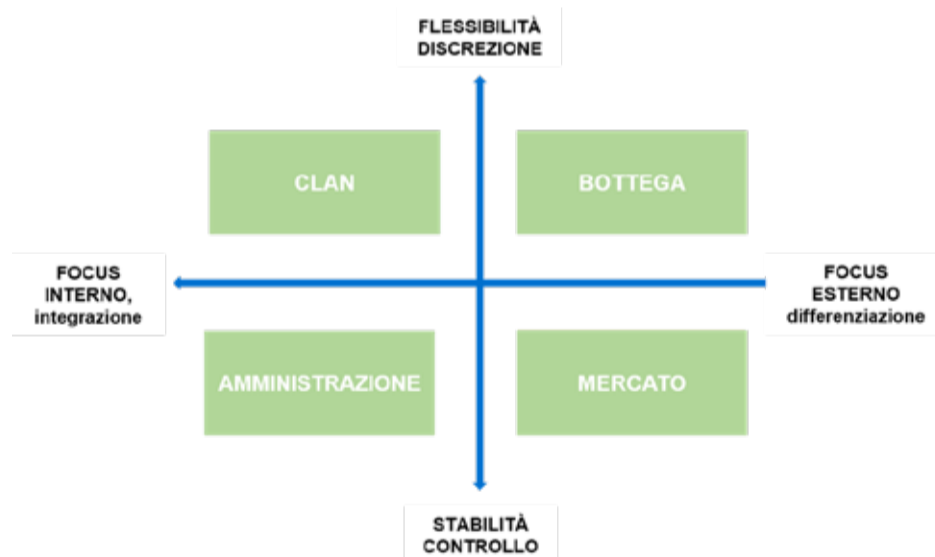 FLESSIBILITÀ
DISCREZIONE
CLAN
BOTTEGA
FOCUS
INTERNO,
integrazione
FOCUS
ESTERNO
differenziazione
AMMINISTRAZIONE
MERCATO
STABILITÀ
CONTROLLO